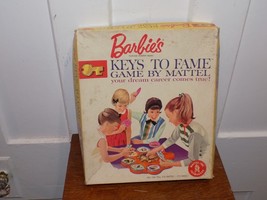 Barbie's
KEYS TO FAME
GAME BY MATTEL
your dream career comes true!